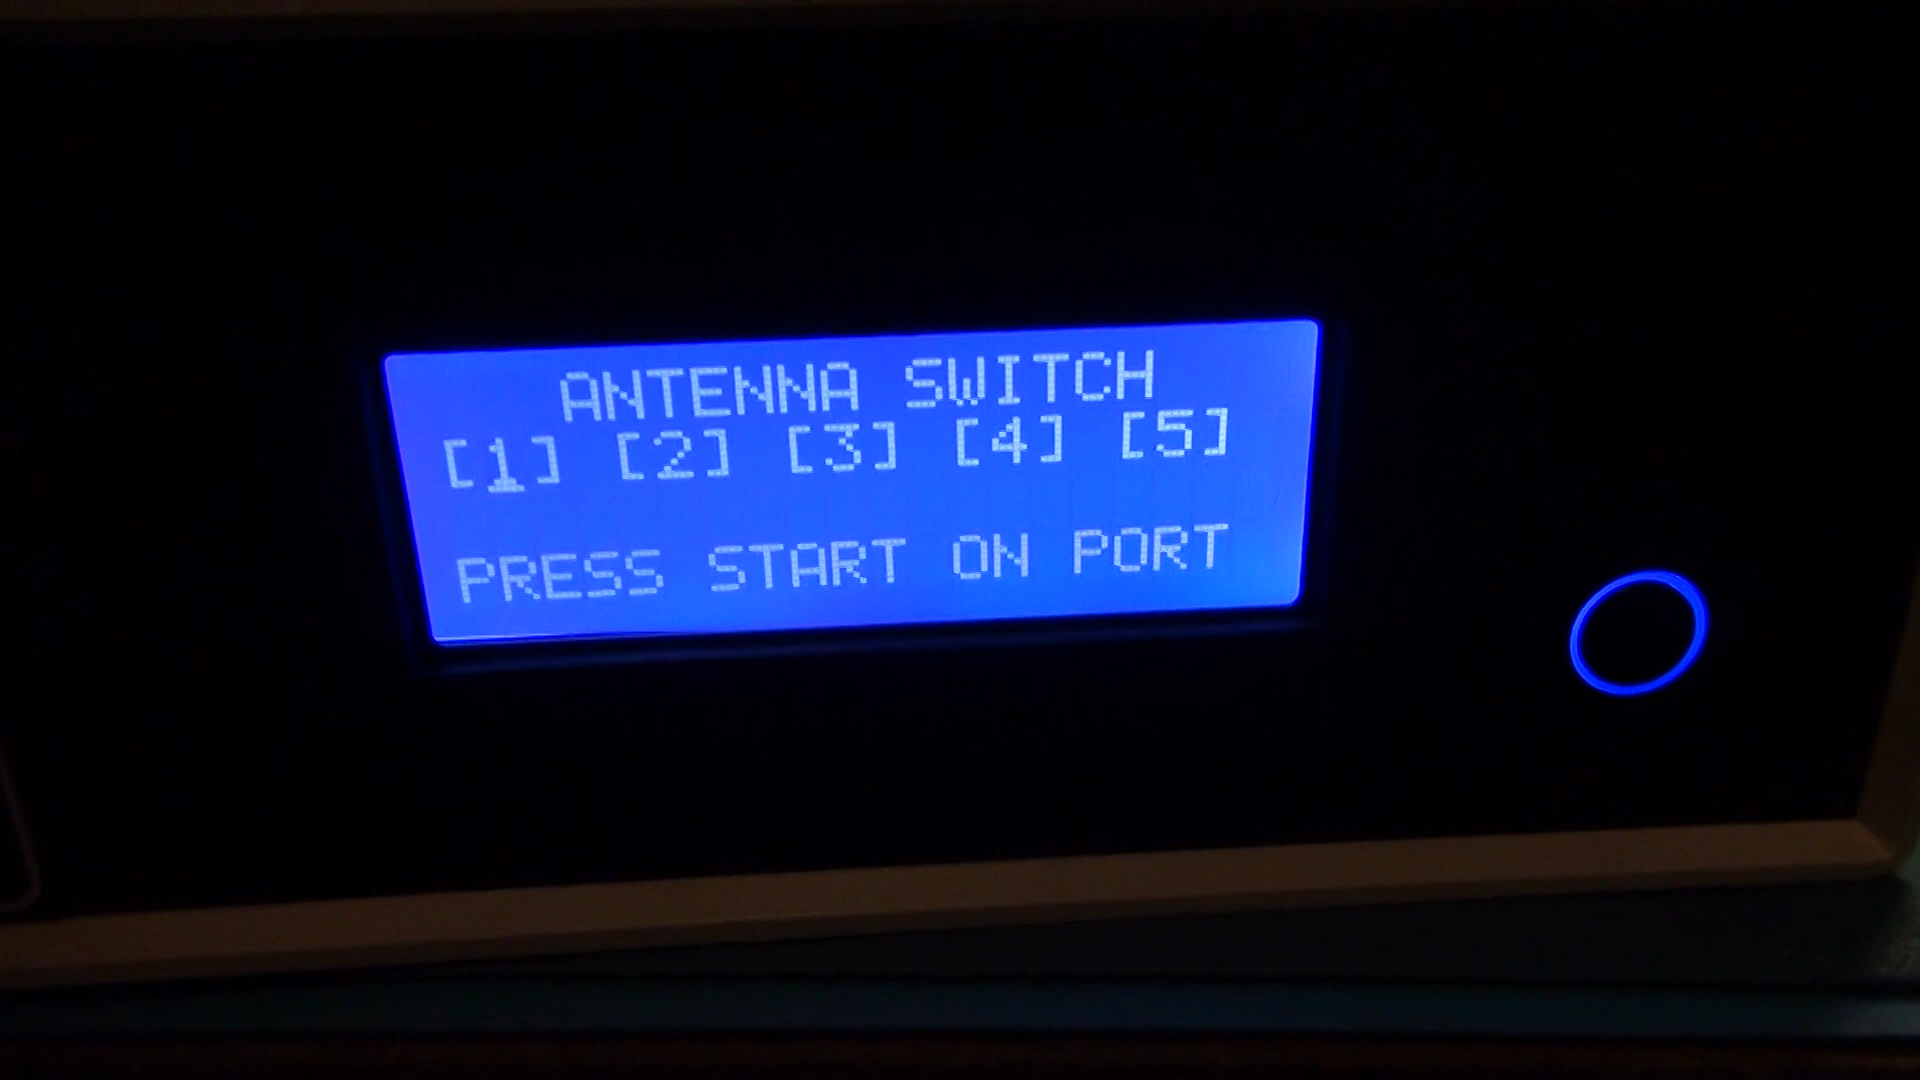 ANTENNA SWITCH
[1] [2] [3] [4] [5]
PRESS START ON PORT